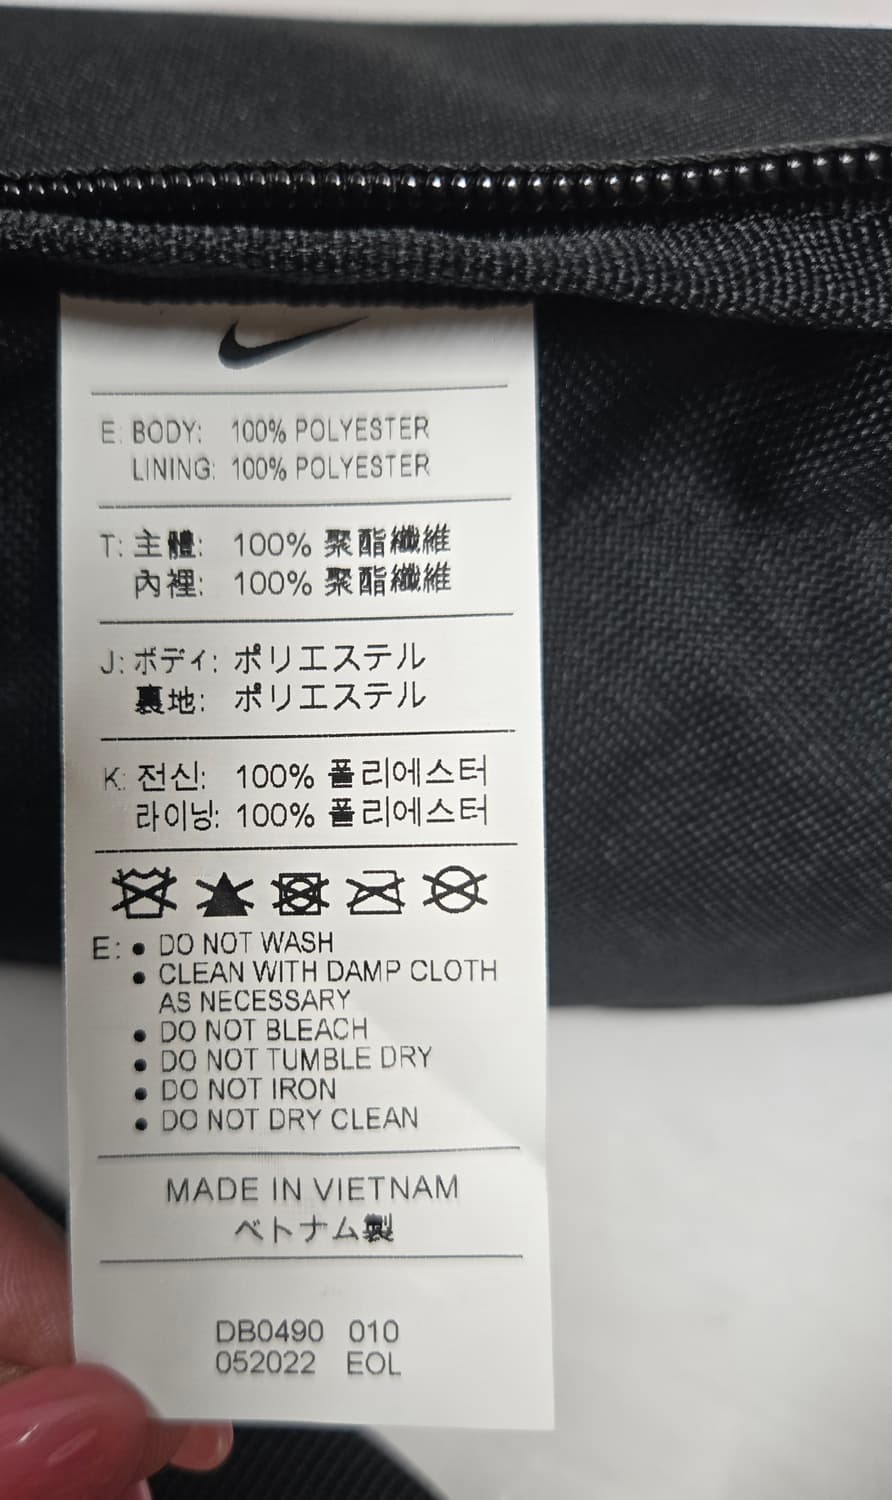 E: BODY: 100% POLYESTER
LINING: 100% POLYESTER
T: 主體: 100% 聚酯纖維
內裡: 100% 聚酯纖維
J: ボディ: ポリエステル
裏地: ポリエステル
K: 전신: 100% 폴리에스터
라이닝: 100% 폴리에스터
E: • DO NOT WASH
• CLEAN WITH DAMP CLOTH
AS NECESSARY
• DO NOT BLEACH
• DO NOT TUMBLE DRY
• DO NOT IRON
• DO NOT DRY CLEAN
MADE IN VIETNAM
ベトナム製
DB0490 010
052022 EOL